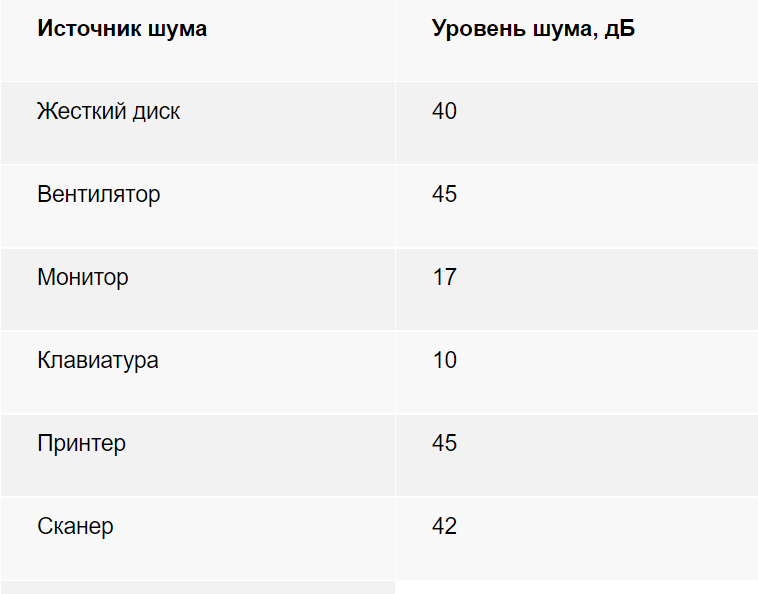 Источник шума Уровень шума, дБ
Жесткий диск 40
Вентилятор 45
Монитор 17
Клавиатура 10
Принтер 45
Сканер 42